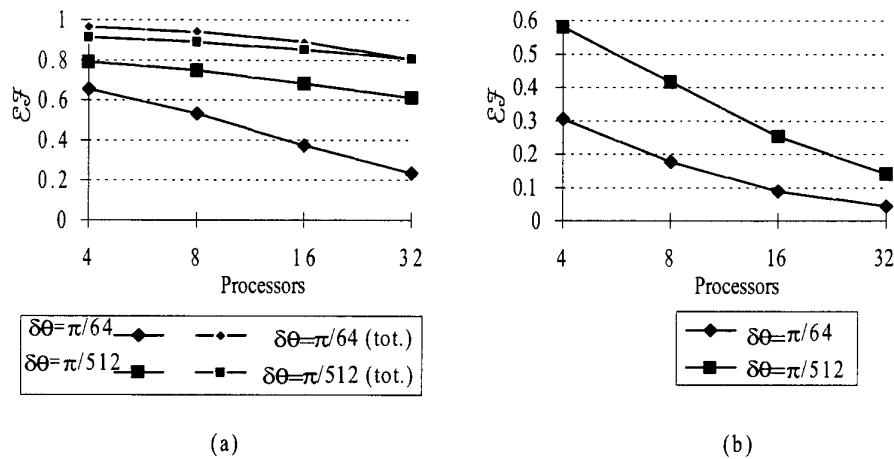 1
0.8
0.6
0.4
0.2
0
ℰℱ
4 8 16 32
Processors
δθ=π/64
δθ=π/64 (tot.)
δθ=π/512
δθ=π/512 (tot.)
(a)
0.6
0.5
0.4
0.3
0.2
0.1
0
ℰℱ
4 8 16 32
Processors
δθ=π/64
δθ=π/512
(b)